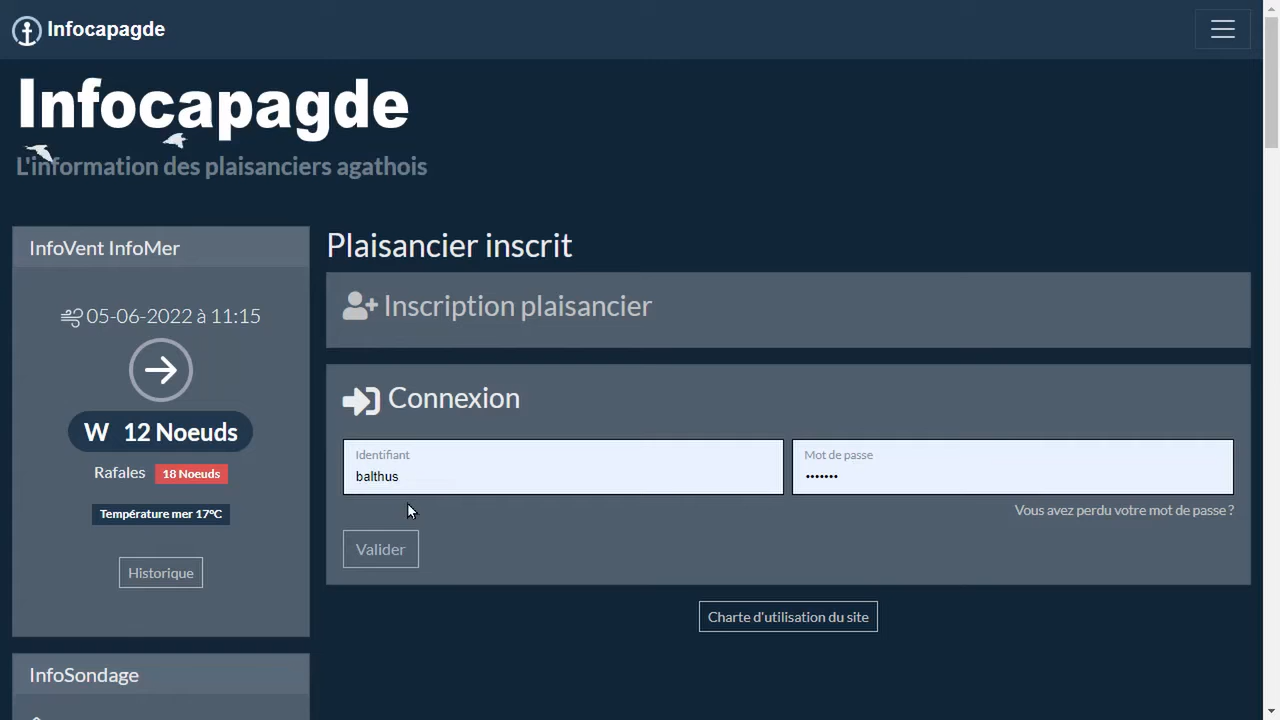 Infocapagde
Infocapagde
L'information des plaisanciers agathois
InfoVent InfoMer
05-06-2022 à 11:15
W 12 Noeuds
Rafales 18 Noeuds
Température mer 17°C
Historique
InfoSondage
Plaisancier inscrit
Inscription plaisancier
Connexion
Identifiant
balthus
Mot de passe
•••••••
Vous avez perdu votre mot de passe ?
Valider
Charte d'utilisation du site